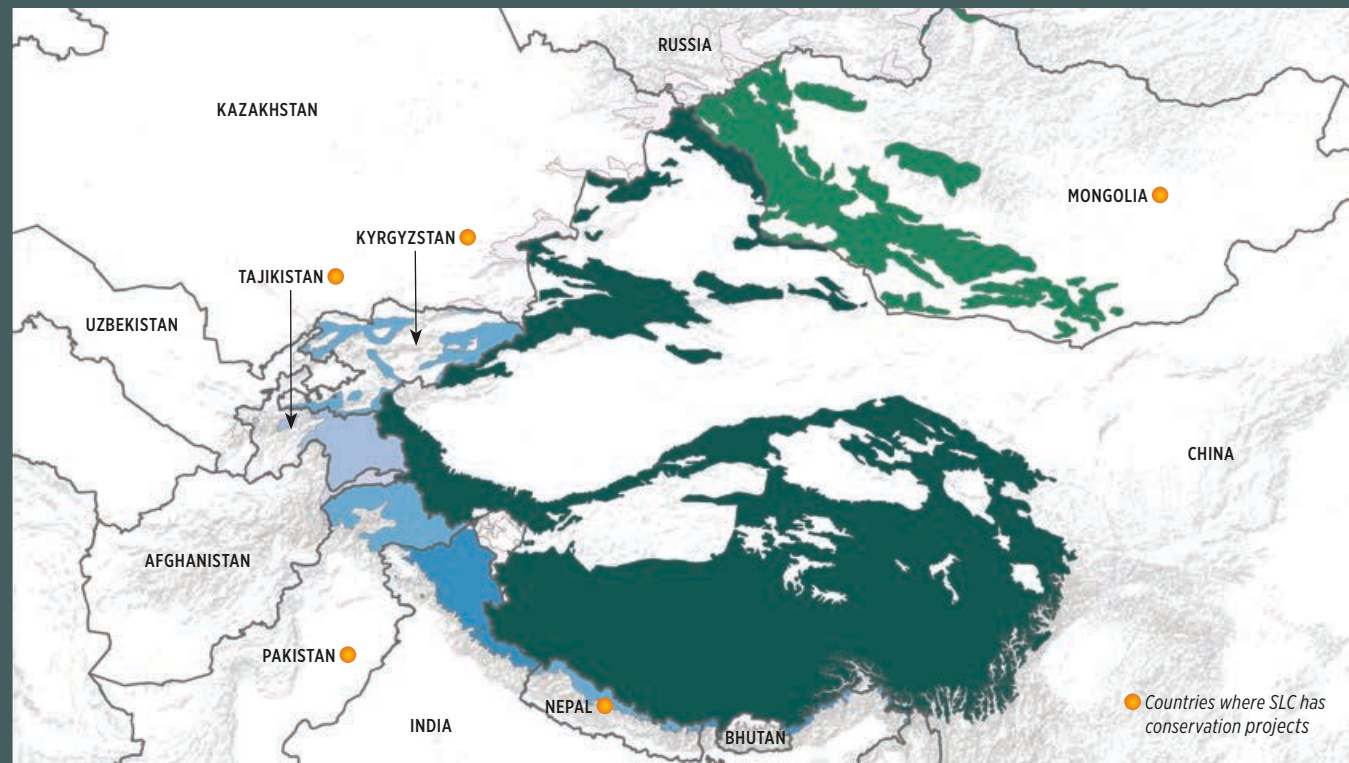 RUSSIA
KAZAKHSTAN
MONGOLIA
KYRGYZSTAN
TAJIKISTAN
UZBEKISTAN
CHINA
AFGHANISTAN
PAKISTAN
NEPAL
INDIA
BHUTAN
Countries where SLC has
conservation projects